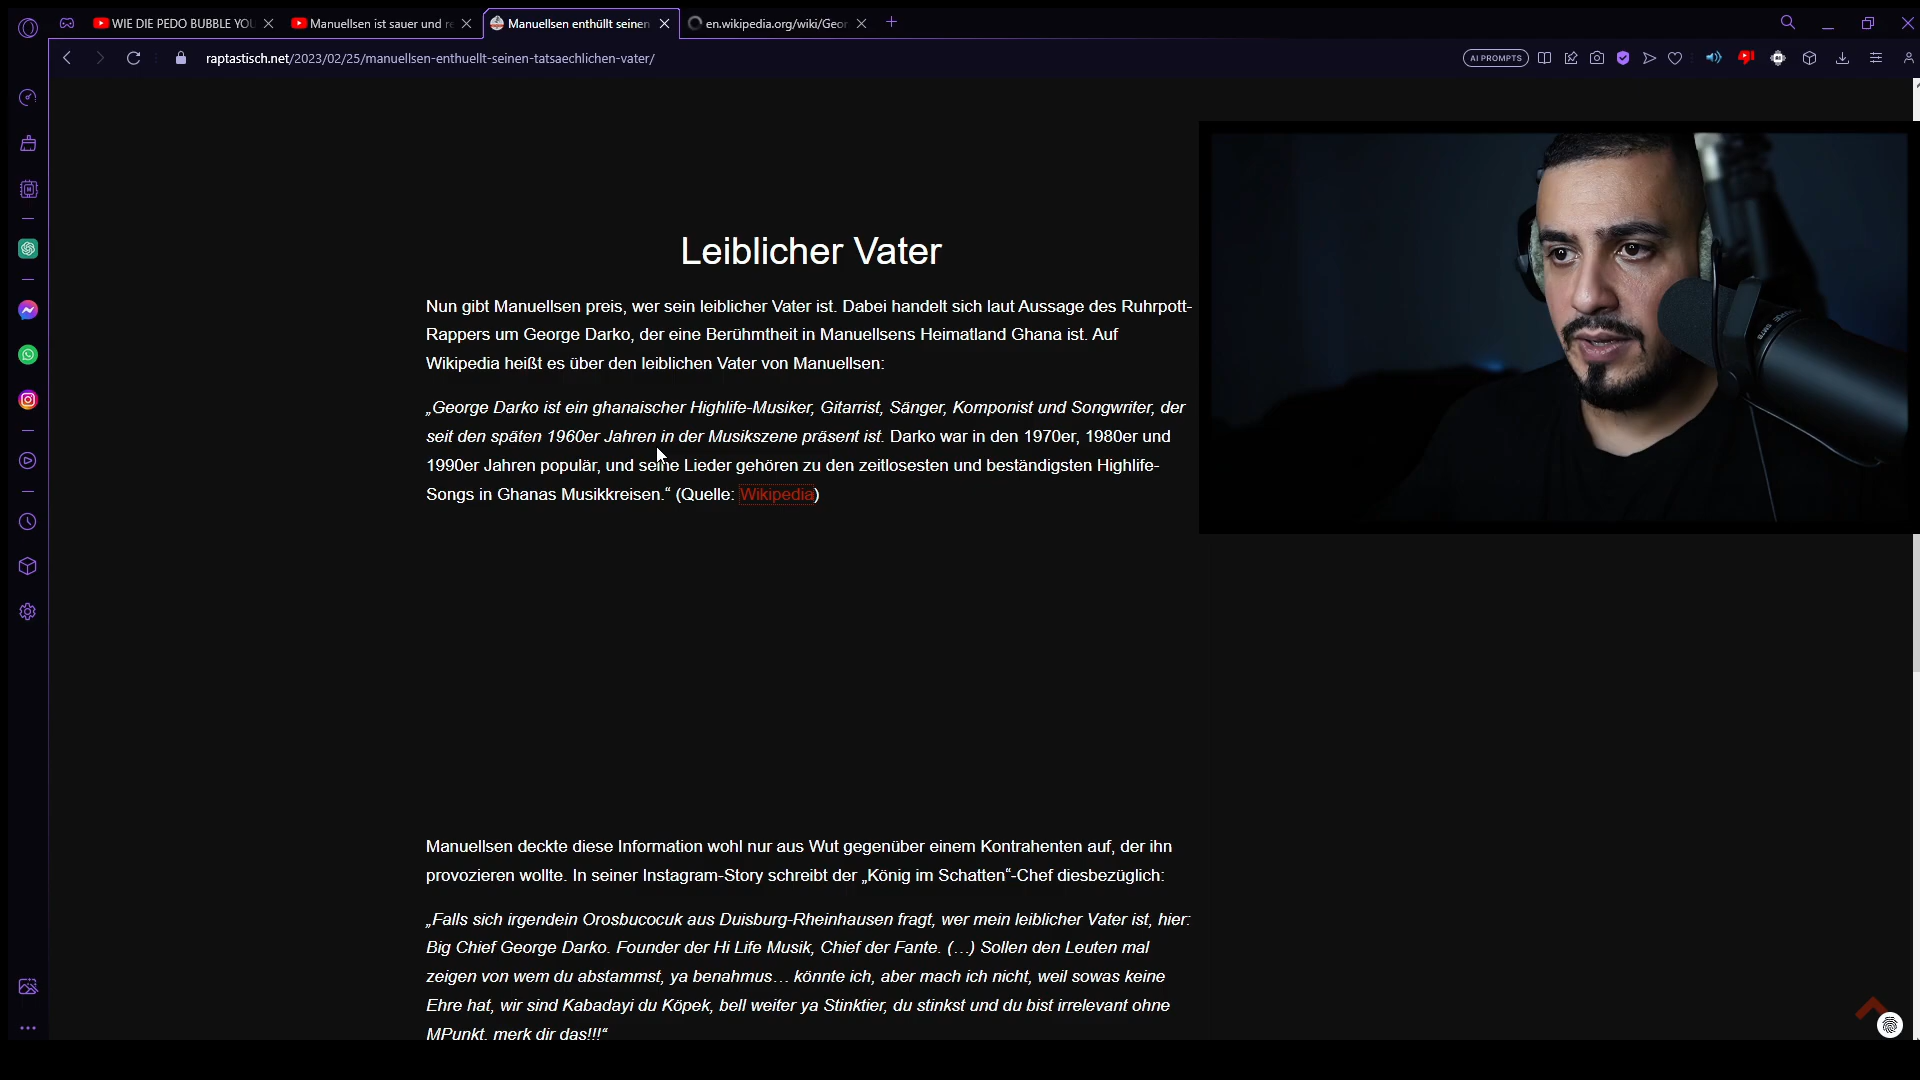 WIE DIE PEDO BUBBLE YOU
Manuellsen ist sauer und re
Manuellsen enthüllt seinen
en.wikipedia.org/wiki/Geor
raptastisch.net/2023/02/25/manuellsen-enthuellt-seinen-tatsaechlichen-vater/
AI PROMPTS
Leiblicher Vater
Nun gibt Manuellsen preis, wer sein leiblicher Vater ist. Dabei handelt sich laut Aussage des Ruhrpott-
Rappers um George Darko, der eine Berühmtheit in Manuellsens Heimatland Ghana ist. Auf
Wikipedia heißt es über den leiblichen Vater von Manuellsen:
„George Darko ist ein ghanaischer Highlife-Musiker, Gitarrist, Sänger, Komponist und Songwriter, der
seit den späten 1960er Jahren in der Musikszene präsent ist. Darko war in den 1970er, 1980er und
1990er Jahren populär, und seine Lieder gehören zu den zeitlosesten und beständigsten Highlife-
Songs in Ghanas Musikkreisen.“ (Quelle: Wikipedia)
Manuellsen deckte diese Information wohl nur aus Wut gegenüber einem Kontrahenten auf, der ihn
provozieren wollte. In seiner Instagram-Story schreibt der „König im Schatten“-Chef diesbezüglich:
„Falls sich irgendein Orosbucocuk aus Duisburg-Rheinhausen fragt, wer mein leiblicher Vater ist, hier:
Big Chief George Darko. Founder der Hi Life Musik, Chief der Fante. (…) Sollen den Leuten mal
zeigen von wem du abstammst, ya benahmus… könnte ich, aber mach ich nicht, weil sowas keine
Ehre hat, wir sind Kabadayi du Köpek, bell weiter ya Stinktier, du stinkst und du bist irrelevant ohne
MPunkt, merk dir das!!!“